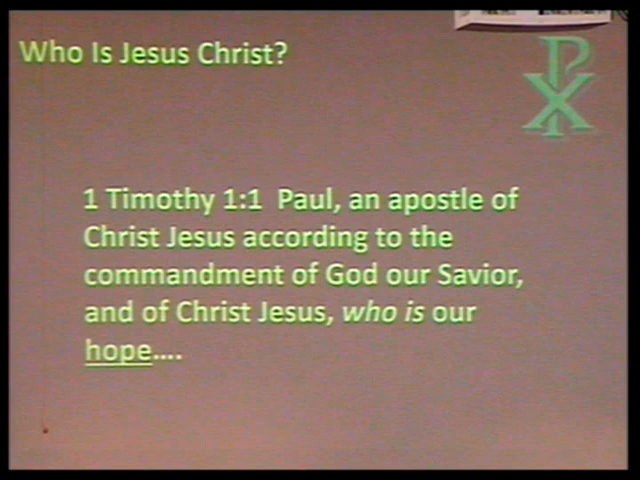 Who Is Jesus Christ?
1 Timothy 1:1  Paul, an apostle of
Christ Jesus according to the
commandment of God our Savior,
and of Christ Jesus, who is our
hope….